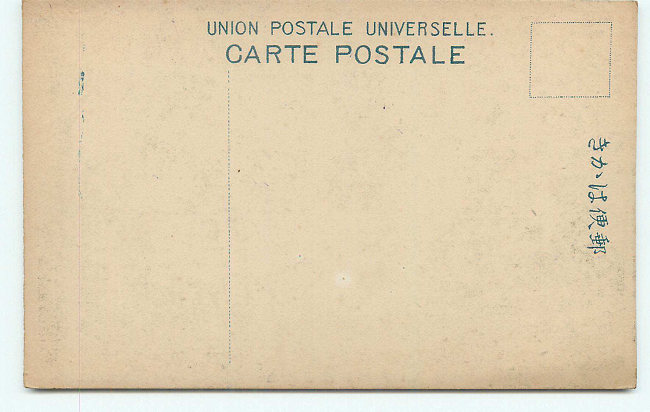 UNION POSTALE UNIVERSELLE.
CARTE POSTALE
郵便はかき